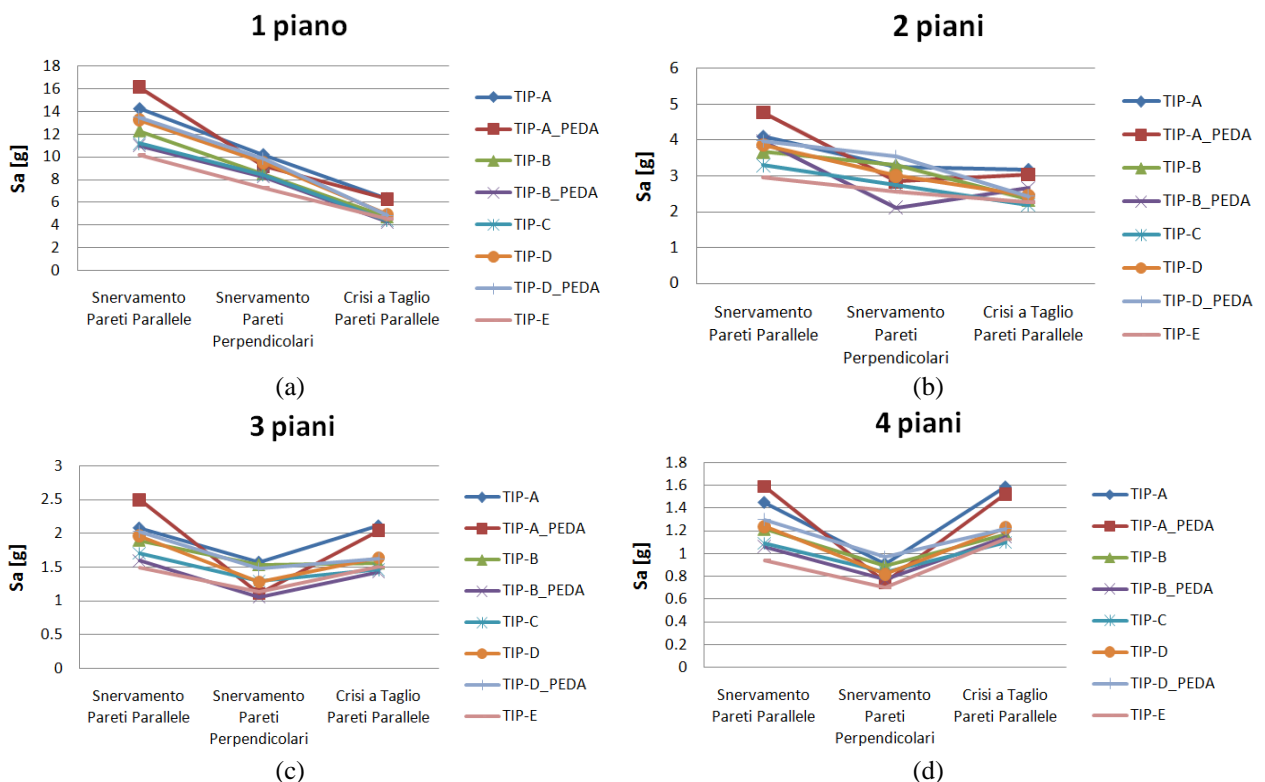 1 piano
18
16
14
12
10
8
6
4
2
0
Sa [g]
Snervamento
Pareti Parallele
Snervamento
Pareti
Perpendicolari
Crisi a Taglio
Pareti Parallele
TIP-A
TIP-A_PEDA
TIP-B
TIP-B_PEDA
TIP-C
TIP-D
TIP-D_PEDA
TIP-E
(a)
2 piani
6
5
4
3
2
1
0
Sa [g]
Snervamento
Pareti Parallele
Snervamento
Pareti
Perpendicolari
Crisi a Taglio
Pareti Parallele
TIP-A
TIP-A_PEDA
TIP-B
TIP-B_PEDA
TIP-C
TIP-D
TIP-D_PEDA
TIP-E
(b)
3 piani
3
2.5
2
1.5
1
0.5
0
Sa [g]
Snervamento
Pareti Parallele
Snervamento
Pareti
Perpendicolari
Crisi a Taglio
Pareti Parallele
TIP-A
TIP-A_PEDA
TIP-B
TIP-B_PEDA
TIP-C
TIP-D
TIP-D_PEDA
TIP-E
(c)
4 piani
1.8
1.6
1.4
1.2
1
0.8
0.6
0.4
0.2
0
Sa [g]
Snervamento
Pareti Parallele
Snervamento
Pareti
Perpendicolari
Crisi a Taglio
Pareti Parallele
TIP-A
TIP-A_PEDA
TIP-B
TIP-B_PEDA
TIP-C
TIP-D
TIP-D_PEDA
TIP-E
(d)